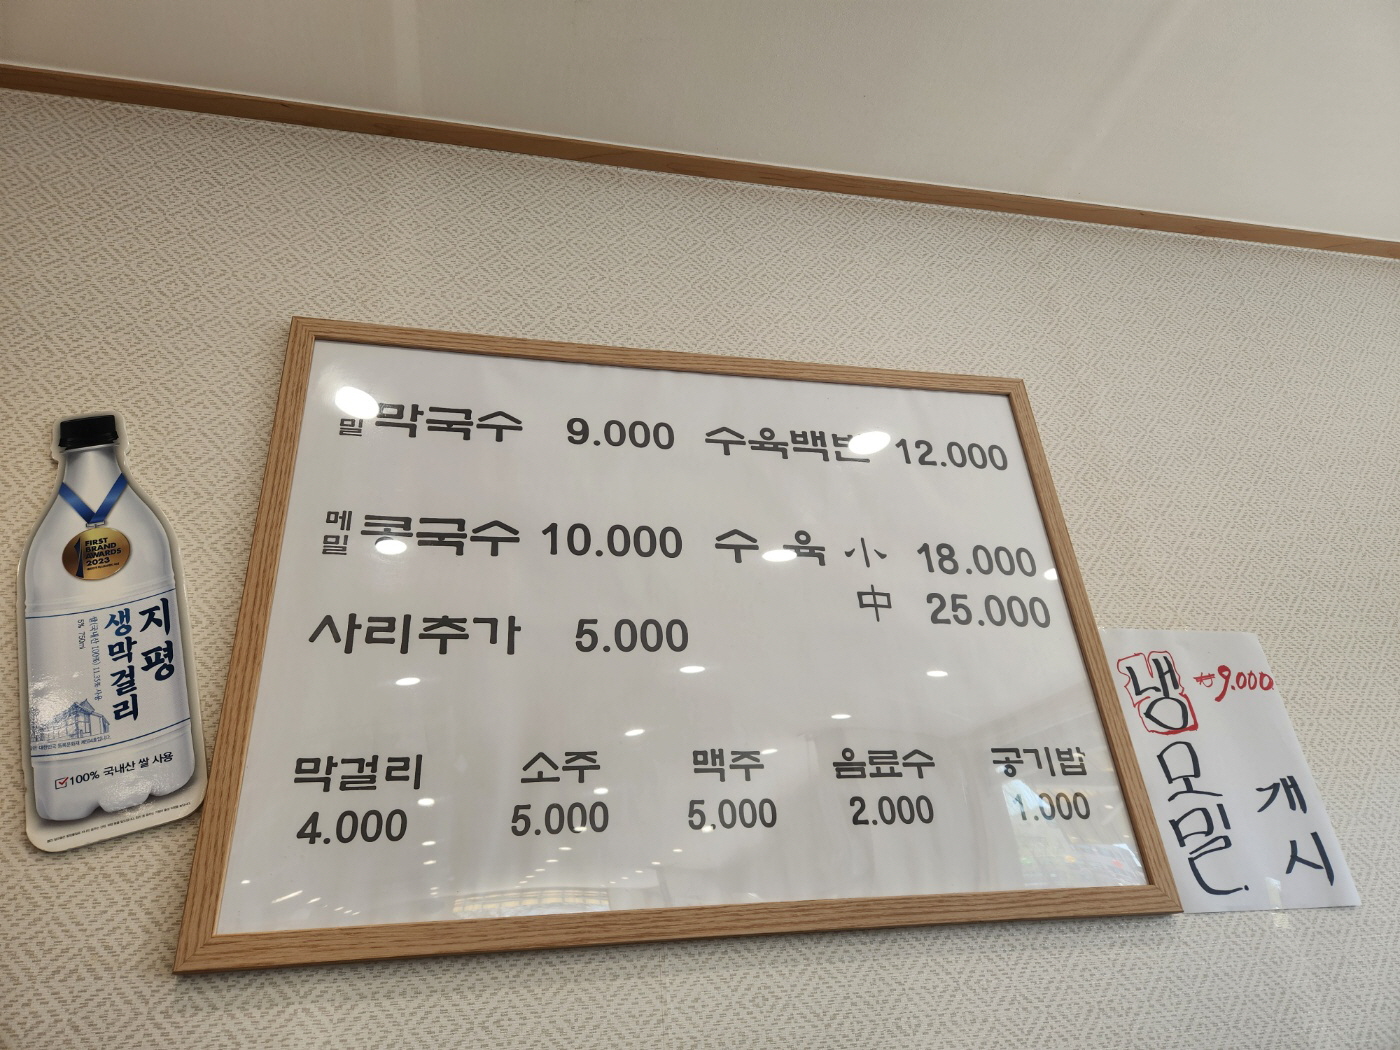 밀 막국수 9.000 수육백반 12.000
메밀 콩국수 10.000 수육 小 18.000
中 25.000
사리추가 5.000
막걸리 소주 맥주 음료수 공기밥
4.000 5.000 5,000 2.000 1.000
FIRST
BRAND
AWARDS
2023
지평
생막걸리
5% 750ml
100% 국내산 쌀 사용
냉모밀
₩9.000
개시